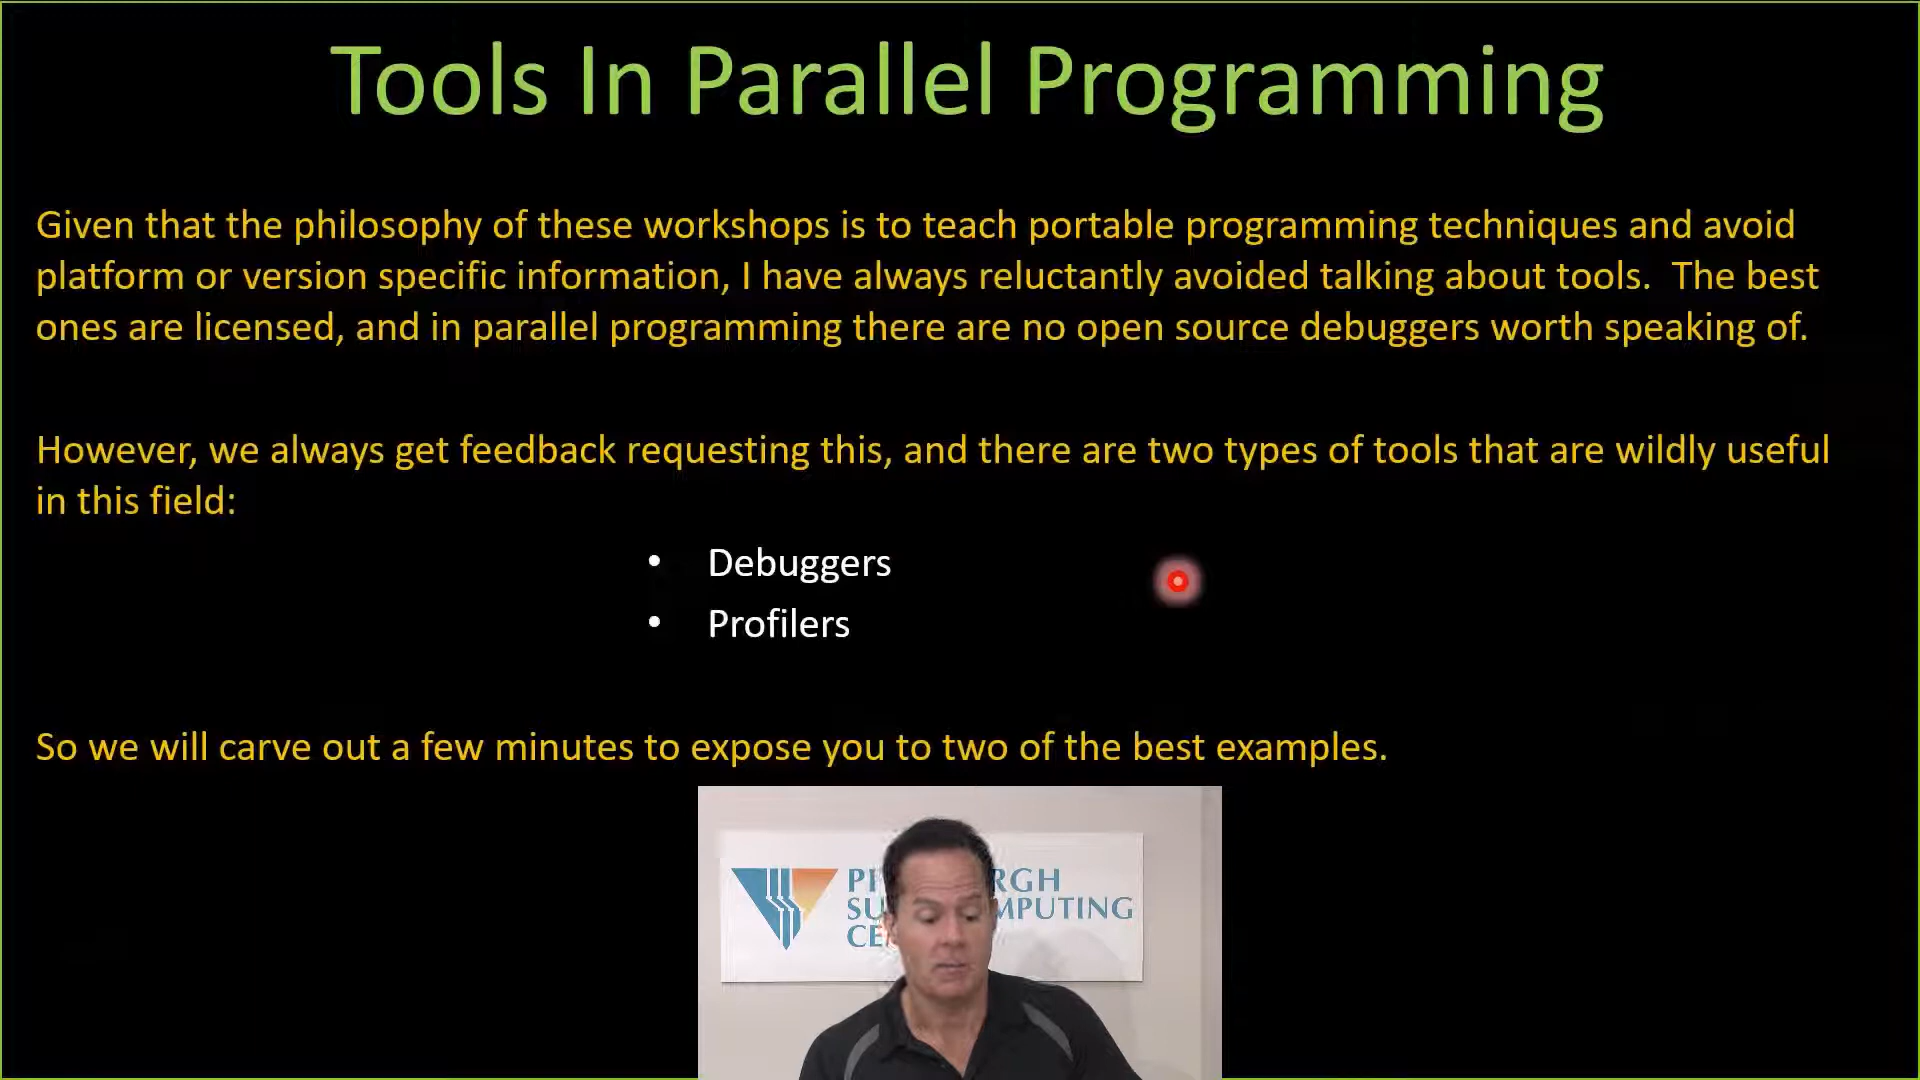 Tools In Parallel Programming
Given that the philosophy of these workshops is to teach portable programming techniques and avoid
platform or version specific information, I have always reluctantly avoided talking about tools.  The best
ones are licensed, and in parallel programming there are no open source debuggers worth speaking of.
However, we always get feedback requesting this, and there are two types of tools that are wildly useful
in this field:
• Debuggers
• Profilers
So we will carve out a few minutes to expose you to two of the best examples.